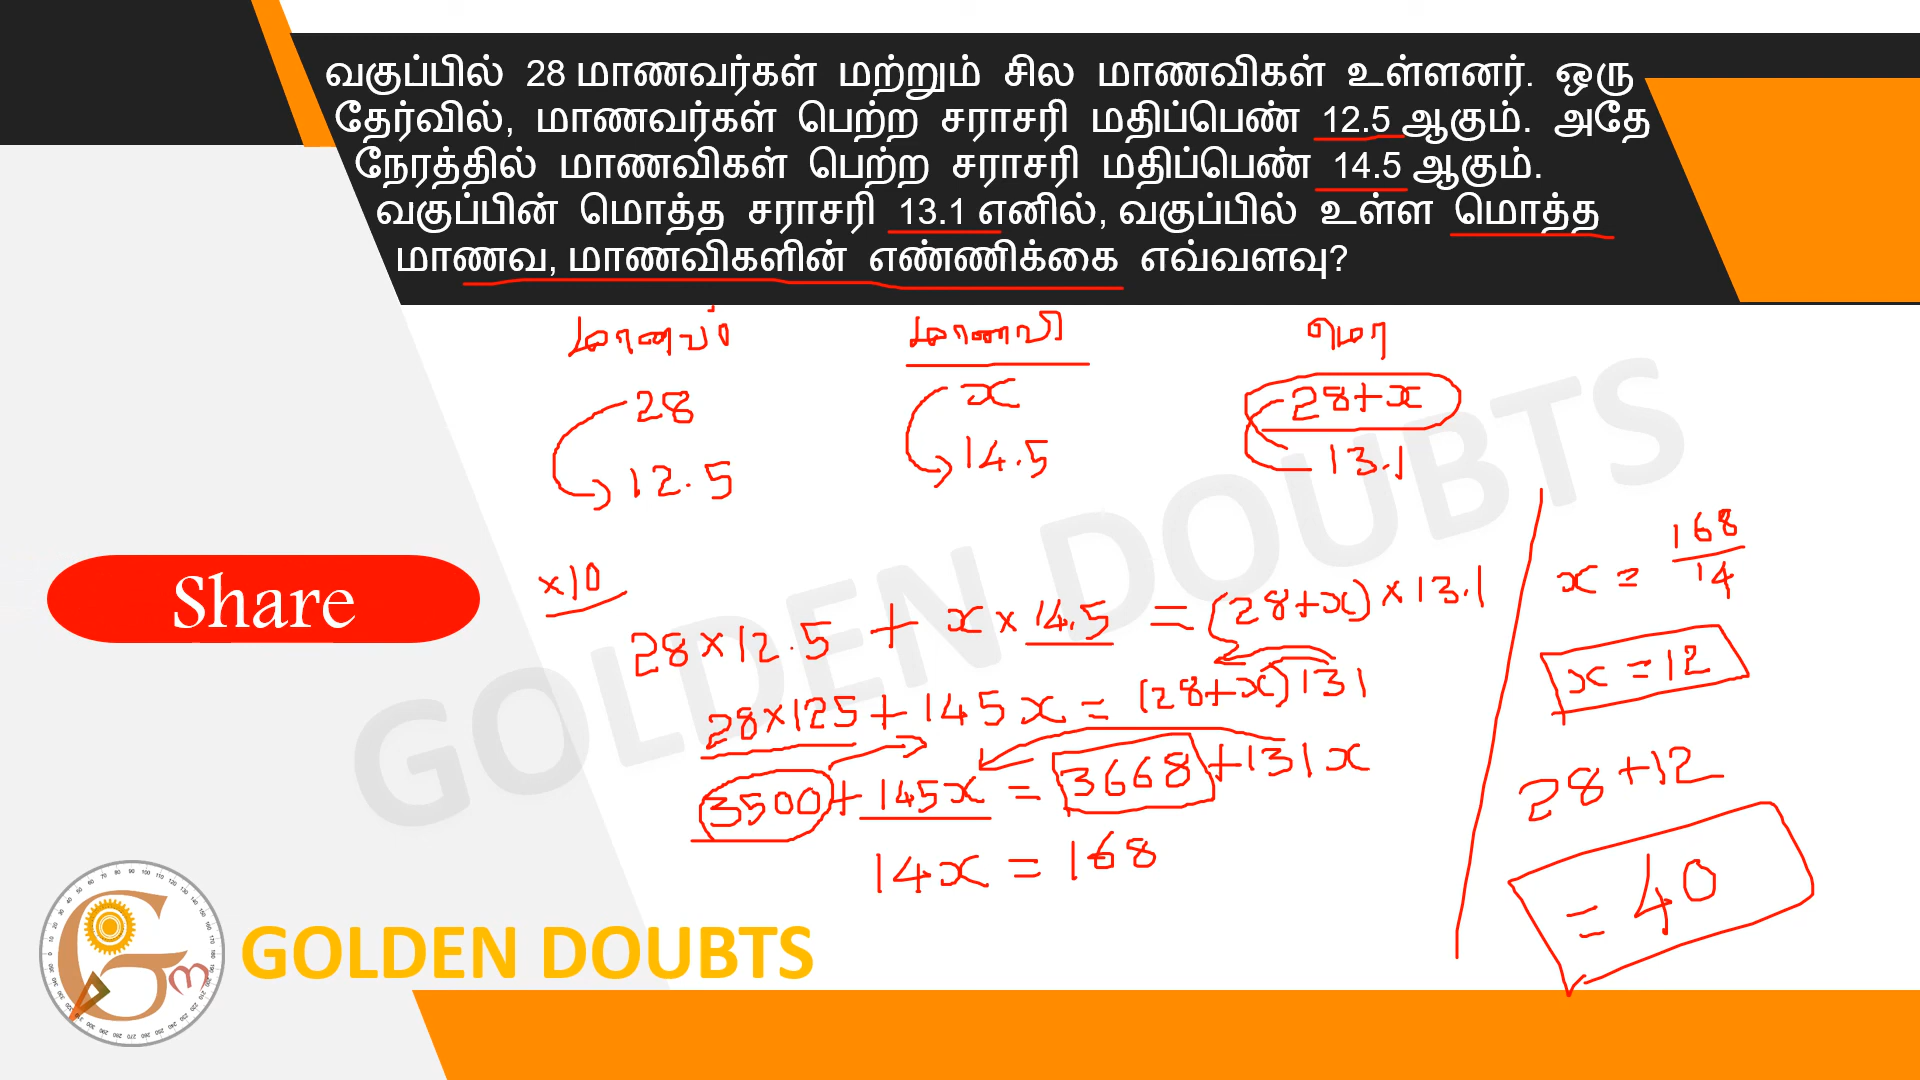 வகுப்பில் 28 மாணவர்கள் மற்றும் சில மாணவிகள் உள்ளனர். ஒரு
தேர்வில், மாணவர்கள் பெற்ற சராசரி மதிப்பெண் 12.5 ஆகும். அதே
நேரத்தில் மாணவிகள் பெற்ற சராசரி மதிப்பெண் 14.5 ஆகும்.
வகுப்பின் மொத்த சராசரி 13.1 எனில், வகுப்பில் உள்ள மொத்த
மாணவ, மாணவிகளின் எண்ணிக்கை எவ்வளவு?
மாணவர் மாணவி
28 x 28+x
12.5 14.5 13.1
×10
28×12.5 + x×14.5 = (28+x)×13.1
28×125 + 145x = (28+x)131
3500 + 145x = 3668 + 131x
14x = 168
x = 168/14
x = 12
28+12
= 40
Share
GOLDEN DOUBTS
GOLDEN DOUBTS